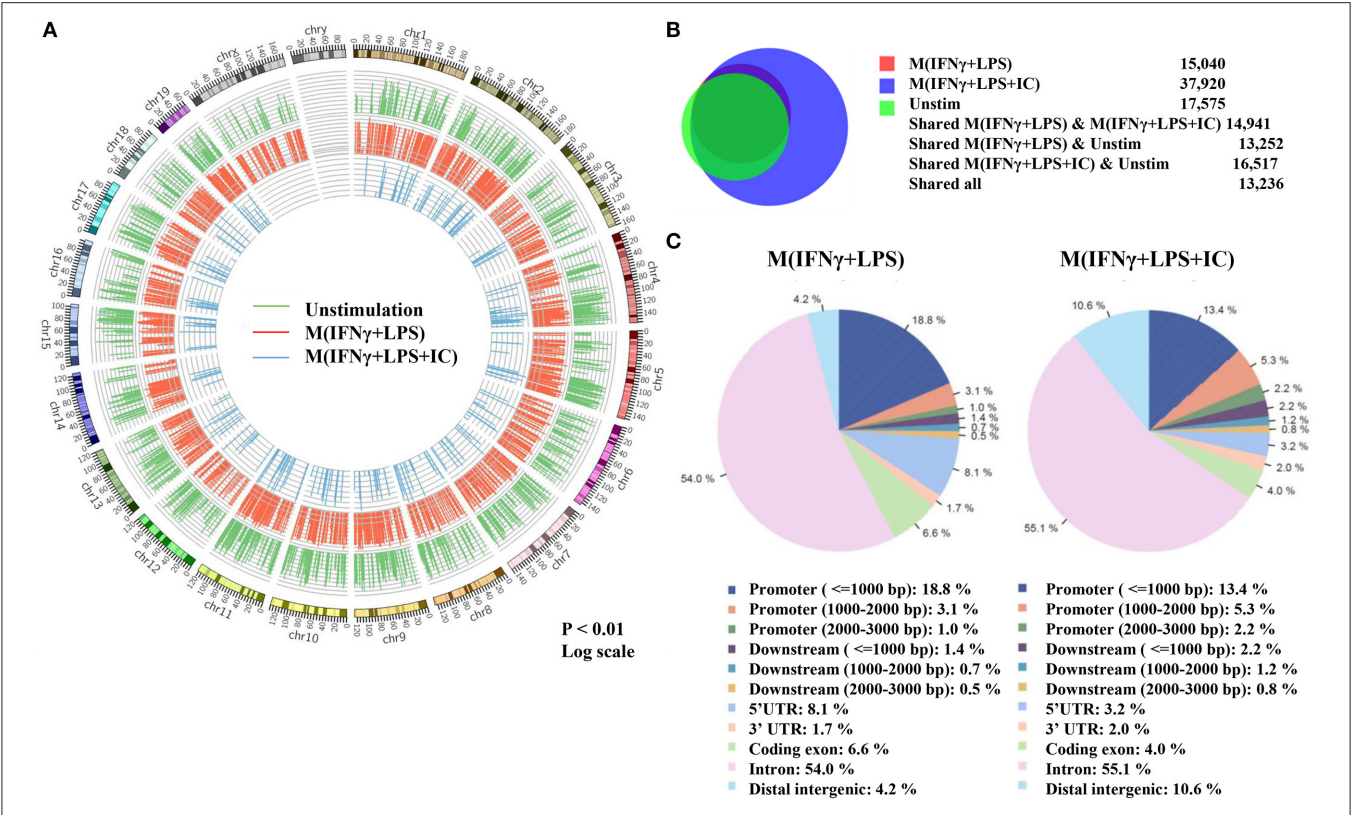 A
chr1
chr2
chr3
chr4
chr5
chr6
chr7
chr8
chr9
chr10
chr11
chr12
chr13
chr14
chr15
chr16
chr17
chr18
chr19
chrx
chry
Unstimulation
M(IFNγ+LPS)
M(IFNγ+LPS+IC)
P < 0.01
Log scale
B
M(IFNγ+LPS) 15,040
M(IFNγ+LPS+IC) 37,920
Unstim 17,575
Shared M(IFNγ+LPS) & M(IFNγ+LPS+IC) 14,941
Shared M(IFNγ+LPS) & Unstim 13,252
Shared M(IFNγ+LPS+IC) & Unstim 16,517
Shared all 13,236
C
M(IFNγ+LPS)
4.2 %
18.8 %
3.1 %
1.0 %
1.4 %
0.7 %
0.5 %
8.1 %
1.7 %
6.6 %
54.0 %
Promoter ( <=1000 bp): 18.8 %
Promoter (1000-2000 bp): 3.1 %
Promoter (2000-3000 bp): 1.0 %
Downstream ( <=1000 bp): 1.4 %
Downstream (1000-2000 bp): 0.7 %
Downstream (2000-3000 bp): 0.5 %
5’UTR: 8.1 %
3’ UTR: 1.7 %
Coding exon: 6.6 %
Intron: 54.0 %
Distal intergenic: 4.2 %
M(IFNγ+LPS+IC)
10.6 %
13.4 %
5.3 %
2.2 %
2.2 %
1.2 %
0.8 %
3.2 %
2.0 %
4.0 %
55.1 %
Promoter ( <=1000 bp): 13.4 %
Promoter (1000-2000 bp): 5.3 %
Promoter (2000-3000 bp): 2.2 %
Downstream ( <=1000 bp): 2.2 %
Downstream (1000-2000 bp): 1.2 %
Downstream (2000-3000 bp): 0.8 %
5’UTR: 3.2 %
3’ UTR: 2.0 %
Coding exon: 4.0 %
Intron: 55.1 %
Distal intergenic: 10.6 %